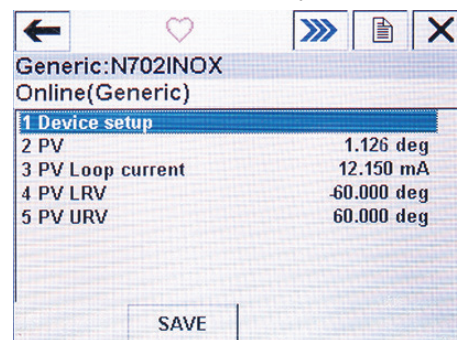 Generic:N702INOX
Online(Generic)
1 Device setup
2 PV 1.126 deg
3 PV Loop current 12.150 mA
4 PV LRV -60.000 deg
5 PV URV 60.000 deg
SAVE